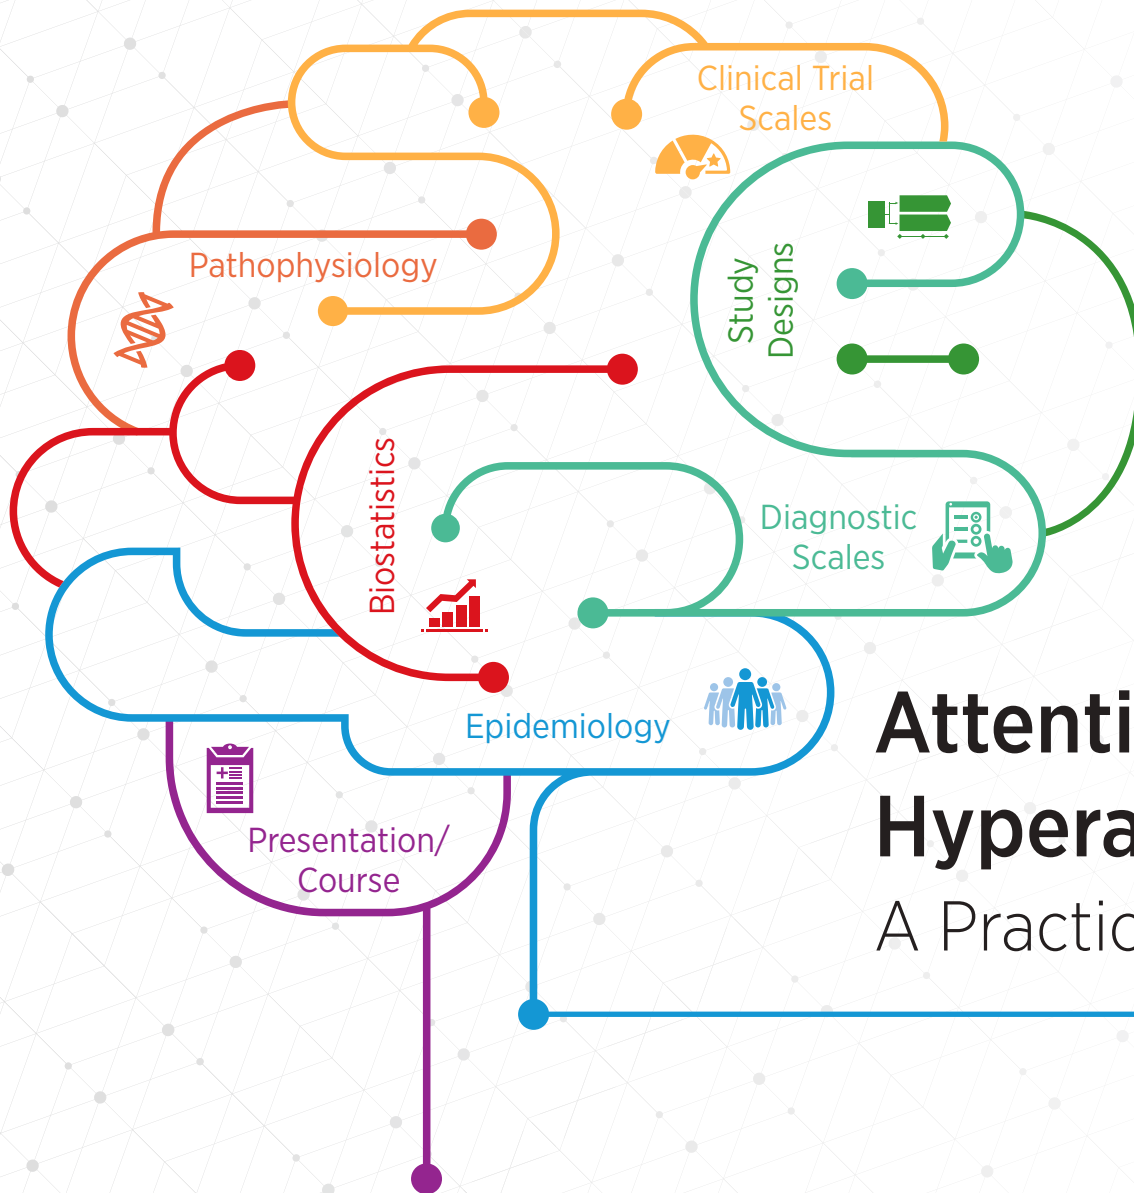 Clinical Trial
Scales
Pathophysiology
Study
Designs
Biostatistics
Diagnostic
Scales
Epidemiology
Presentation/
Course
Attenti
Hypera
A Practic